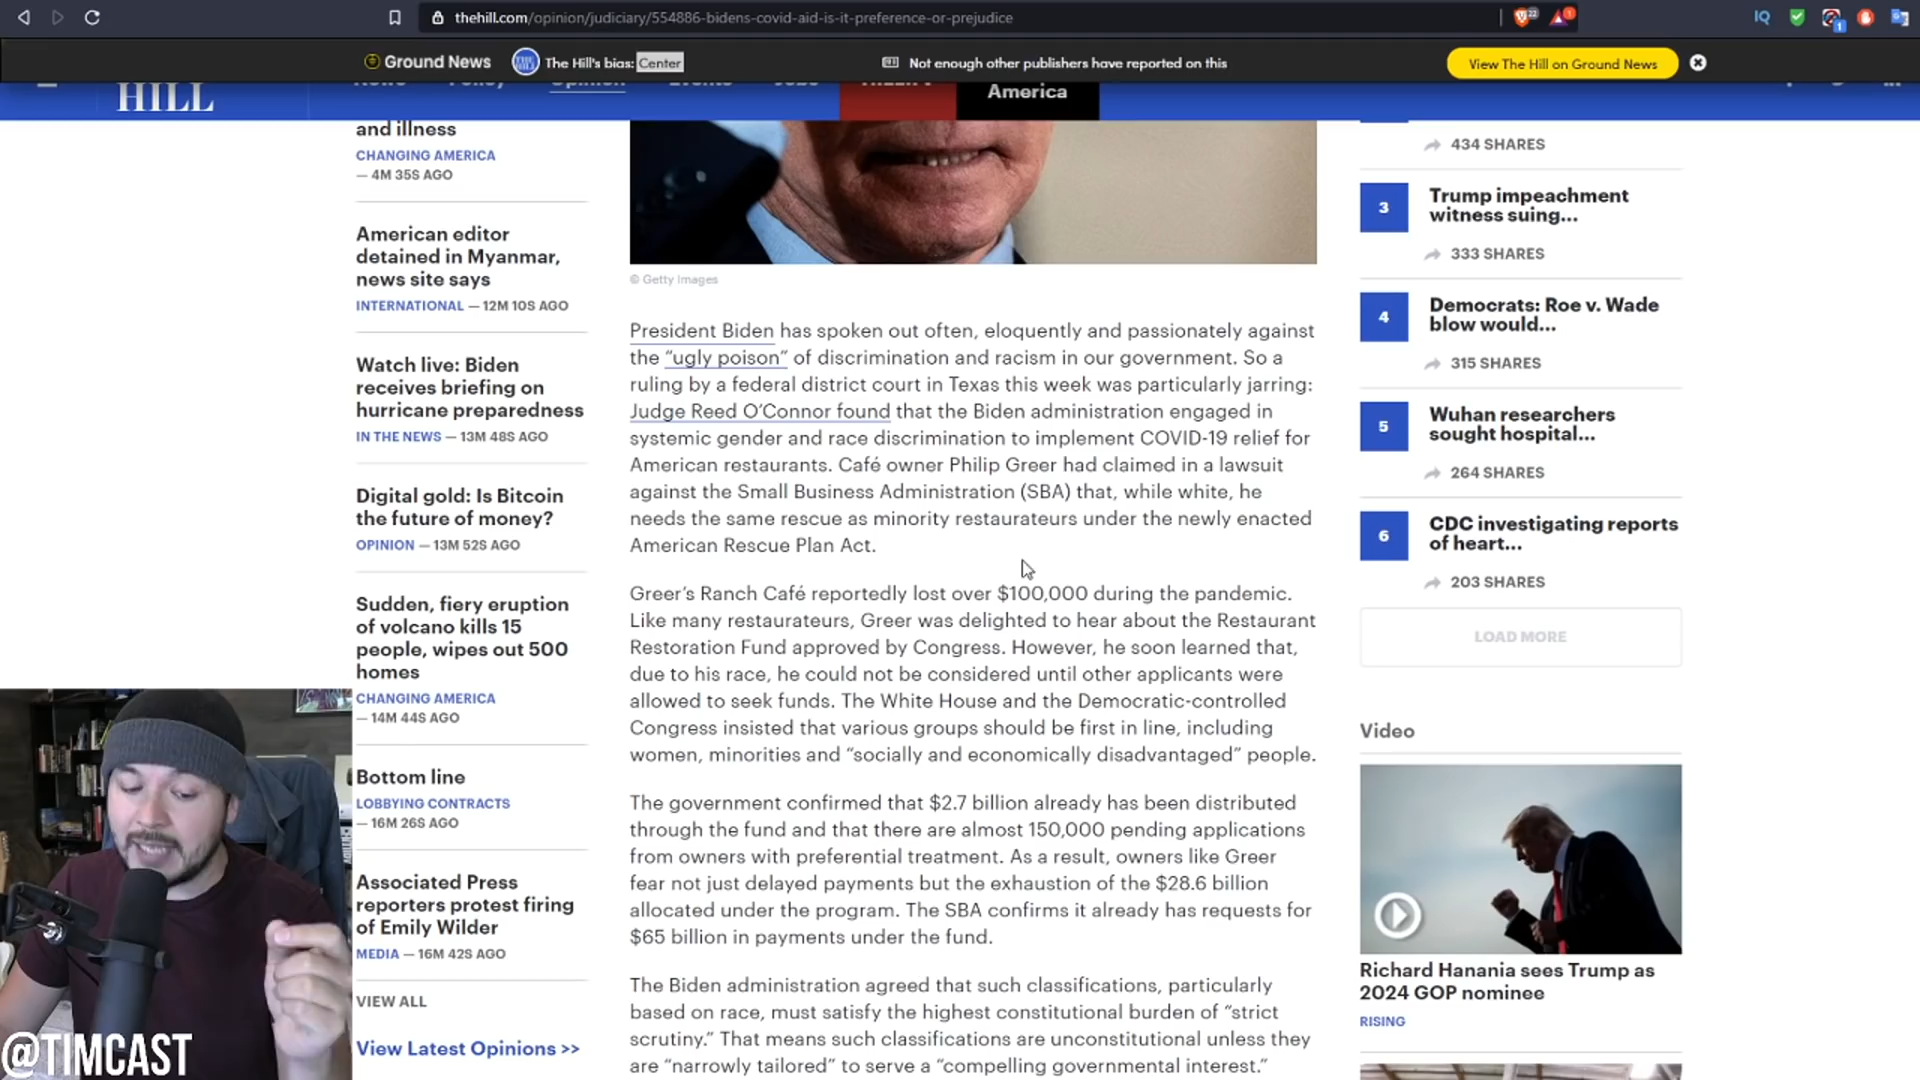 thehill.com/opinion/judiciary/554886-bidens-covid-aid-is-it-preference-or-prejudice
Ground News
The Hill's bias: Center
Not enough other publishers have reported on this
View The Hill on Ground News
HILL
America
and illness
CHANGING AMERICA
— 4M 35S AGO
American editor
detained in Myanmar,
news site says
INTERNATIONAL — 12M 10S AGO
Watch live: Biden
receives briefing on
hurricane preparedness
IN THE NEWS — 13M 48S AGO
Digital gold: Is Bitcoin
the future of money?
OPINION — 13M 52S AGO
Sudden, fiery eruption
of volcano kills 15
people, wipes out 500
homes
CHANGING AMERICA
— 14M 44S AGO
Bottom line
LOBBYING CONTRACTS
— 16M 26S AGO
Associated Press
reporters protest firing
of Emily Wilder
MEDIA — 16M 42S AGO
VIEW ALL
View Latest Opinions >>
© Getty Images
President Biden has spoken out often, eloquently and passionately against
the “ugly poison” of discrimination and racism in our government. So a
ruling by a federal district court in Texas this week was particularly jarring:
Judge Reed O’Connor found that the Biden administration engaged in
systemic gender and race discrimination to implement COVID-19 relief for
American restaurants. Café owner Philip Greer had claimed in a lawsuit
against the Small Business Administration (SBA) that, while white, he
needs the same rescue as minority restaurateurs under the newly enacted
American Rescue Plan Act.
Greer’s Ranch Café reportedly lost over $100,000 during the pandemic.
Like many restaurateurs, Greer was delighted to hear about the Restaurant
Restoration Fund approved by Congress. However, he soon learned that,
due to his race, he could not be considered until other applicants were
allowed to seek funds. The White House and the Democratic-controlled
Congress insisted that various groups should be first in line, including
women, minorities and “socially and economically disadvantaged” people.
The government confirmed that $2.7 billion already has been distributed
through the fund and that there are almost 150,000 pending applications
from owners with preferential treatment. As a result, owners like Greer
fear not just delayed payments but the exhaustion of the $28.6 billion
allocated under the program. The SBA confirms it already has requests for
$65 billion in payments under the fund.
The Biden administration agreed that such classifications, particularly
based on race, must satisfy the highest constitutional burden of “strict
scrutiny.” That means such classifications are unconstitutional unless they
are “narrowly tailored” to serve a “compelling governmental interest.”
434 SHARES
3
Trump impeachment
witness suing...
333 SHARES
4
Democrats: Roe v. Wade
blow would...
315 SHARES
5
Wuhan researchers
sought hospital...
264 SHARES
6
CDC investigating reports
of heart...
203 SHARES
LOAD MORE
Video
Richard Hanania sees Trump as
2024 GOP nominee
RISING
@TIMCAST